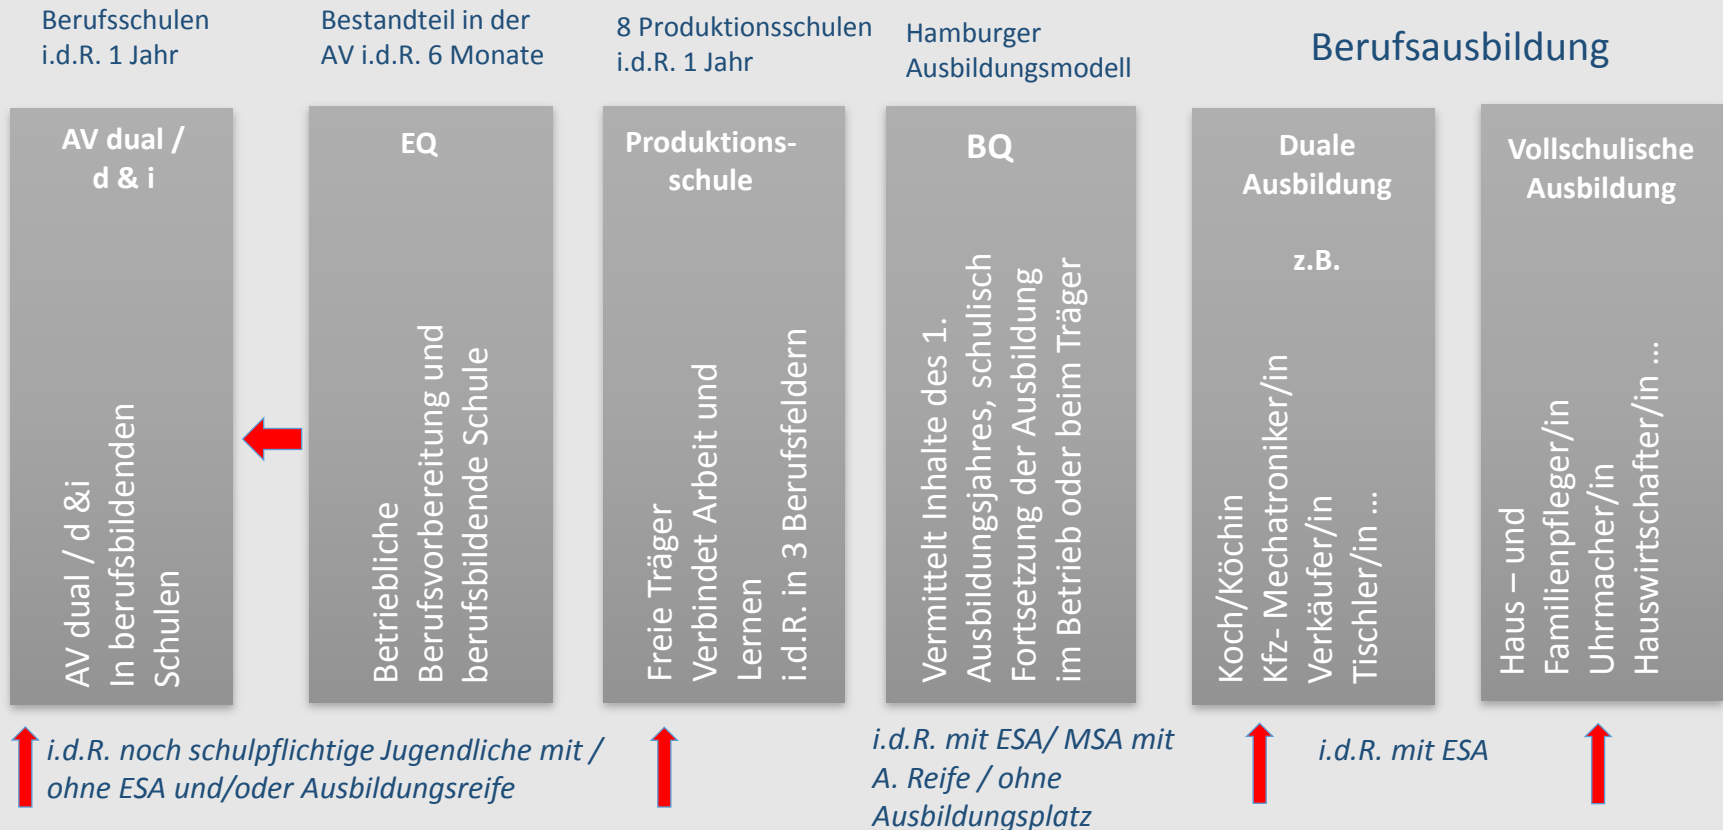 Berufsschulen
i.d.R. 1 Jahr
Bestandteil in der
AV i.d.R. 6 Monate
8 Produktionsschulen
i.d.R. 1 Jahr
Hamburger
Ausbildungsmodell
Berufsausbildung
AV dual /
d & i
AV dual / d &i
In berufsbildenden
Schulen
EQ
Betriebliche
Berufsvorbereitung und
berufsbildende Schule
Produktions-
schule
Freie Träger
Verbindet Arbeit und
Lernen
i.d.R. in 3 Berufsfeldern
BQ
Vermittelt Inhalte des 1.
Ausbildungsjahres, schulisch
Fortsetzung der Ausbildung
im Betrieb oder beim Träger
Duale
Ausbildung
z.B.
Koch/Köchin
Kfz- Mechatroniker/in
Verkäufer/in
Tischler/in ...
Vollschulische
Ausbildung
Haus – und
Familienpfleger/in
Uhrmacher/in
Hauswirtschafter/in ...
i.d.R. noch schulpflichtige Jugendliche mit /
ohne ESA und/oder Ausbildungsreife
i.d.R. mit ESA/ MSA mit
A. Reife / ohne
Ausbildungsplatz
i.d.R. mit ESA